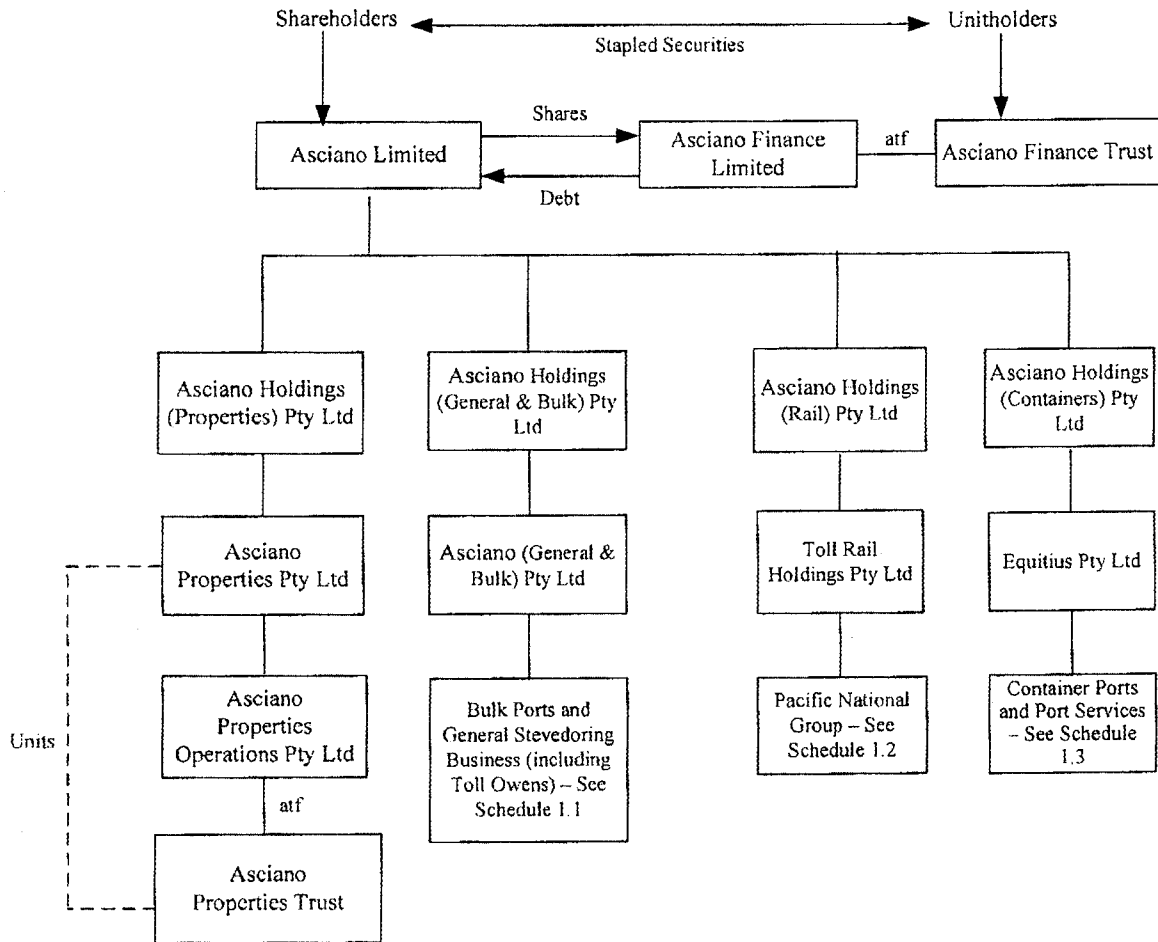 Shareholders
Unitholders
Stapled Securities
Shares
Asciano Limited
Asciano Finance
Limited
atf
Asciano Finance Trust
Debt
Asciano Holdings
(Properties) Pty Ltd
Asciano Holdings
(General & Bulk) Pty
Ltd
Asciano Holdings
(Rail) Pty Ltd
Asciano Holdings
(Containers) Pty
Ltd
Asciano
Properties Pty Ltd
Asciano (General &
Bulk) Pty Ltd
Toll Rail
Holdings Pty Ltd
Equitius Pty Ltd
Units
Asciano
Properties
Operations Pty Ltd
Bulk Ports and
General Stevedoring
Business (including
Toll Owens) – See
Schedule 1.1
Pacific National
Group – See
Schedule 1.2
Container Ports
and Port Services
– See Schedule
1.3
atf
Asciano
Properties Trust